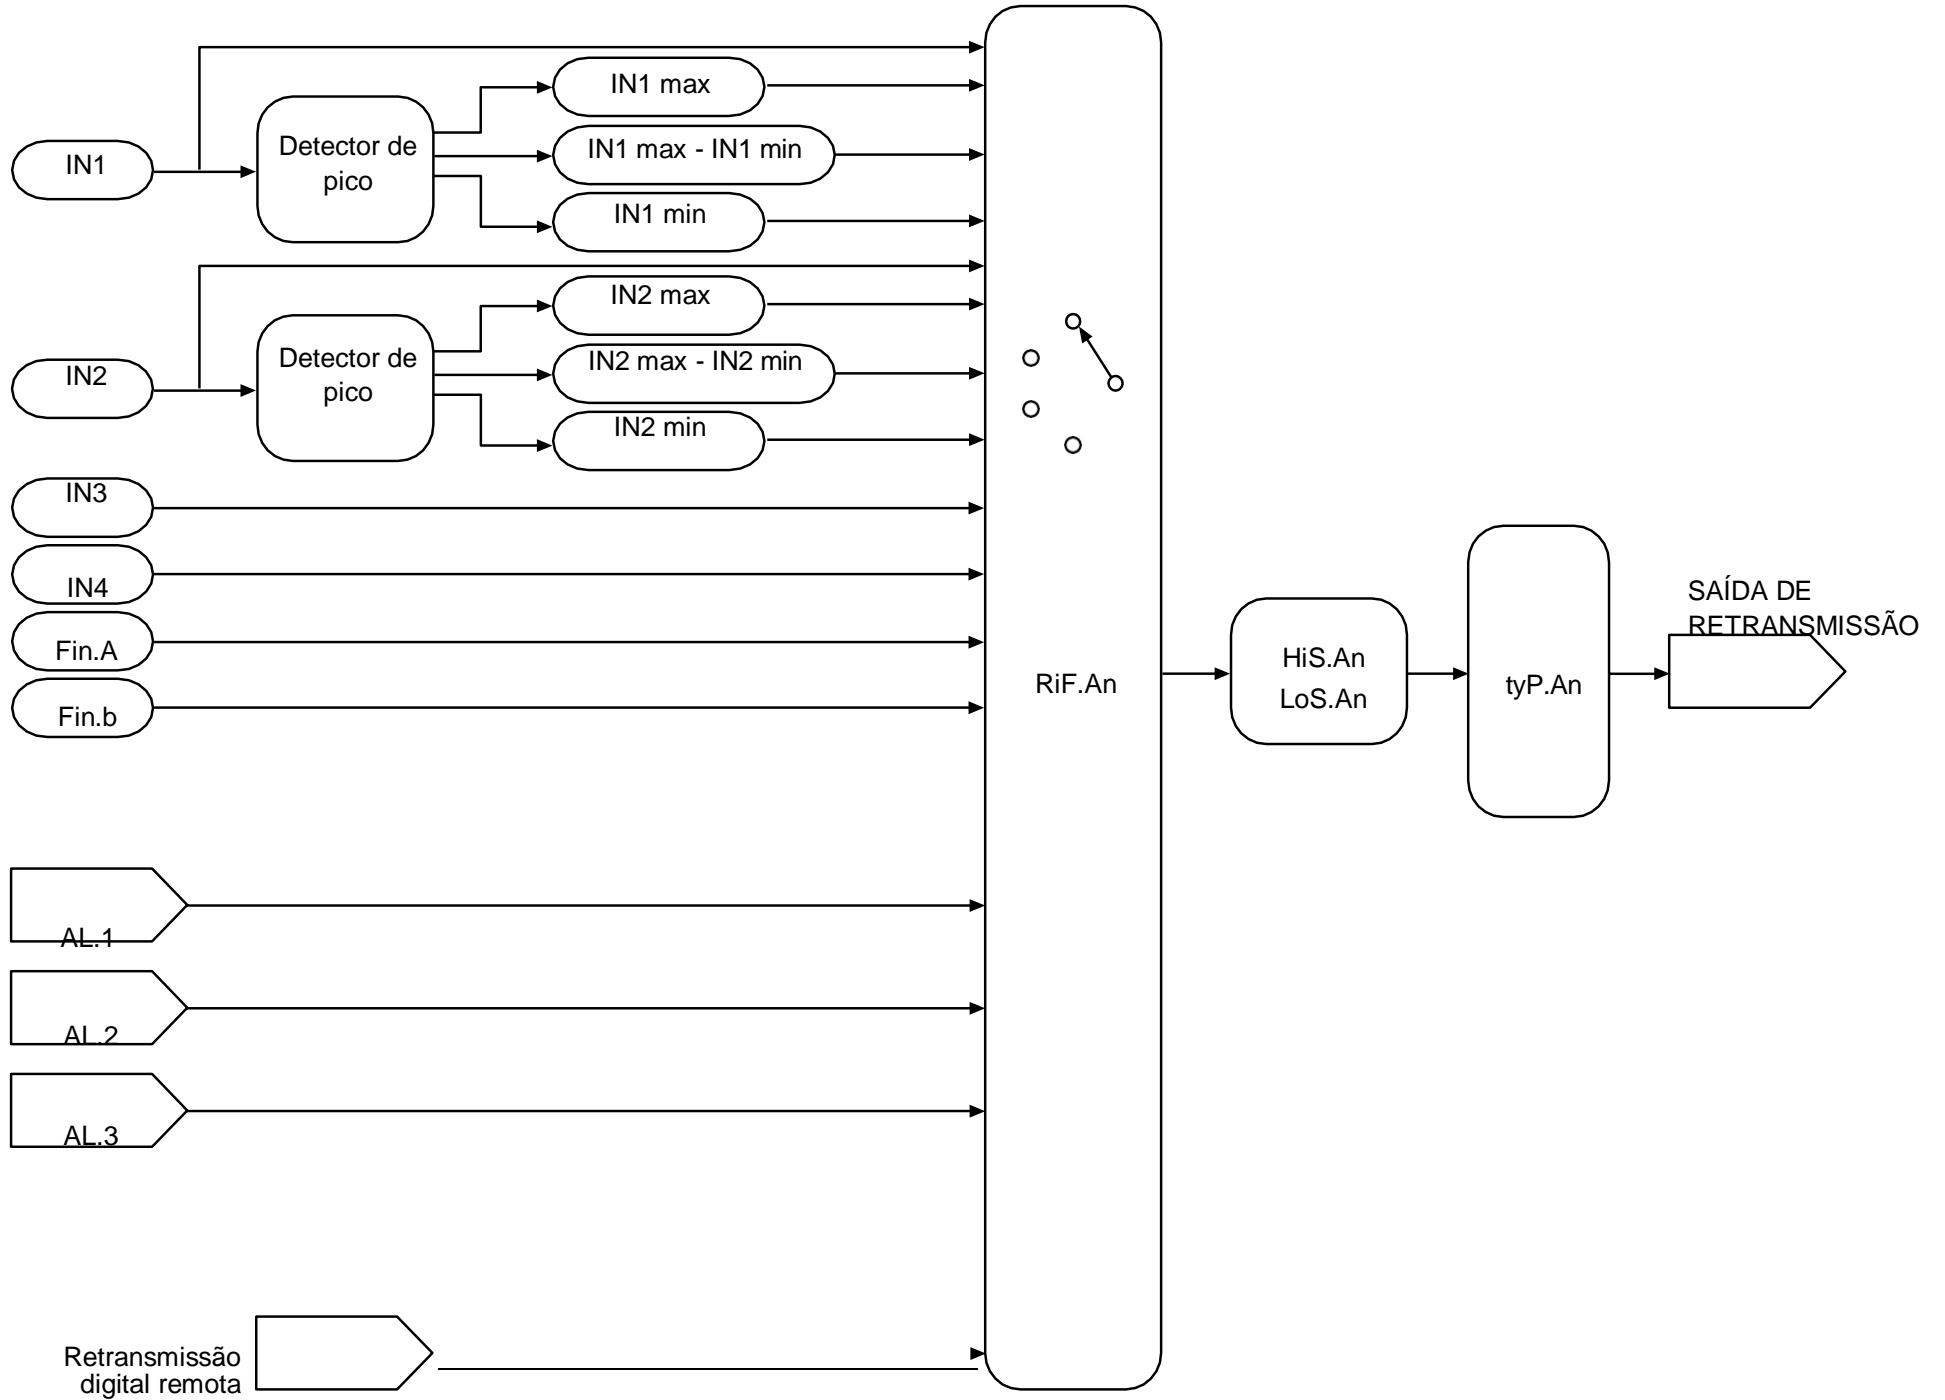 IN1
Detector de
pico
IN1 max
IN1 max - IN1 min
IN1 min
IN2
Detector de
pico
IN2 max
IN2 max - IN2 min
IN2 min
IN3
IN4
Fin.A
Fin.b
AL.1
AL.2
AL.3
Retransmissão
digital remota
RiF.An
HiS.An
LoS.An
tyP.An
SAÍDA DE
RETRANSMISSÃO